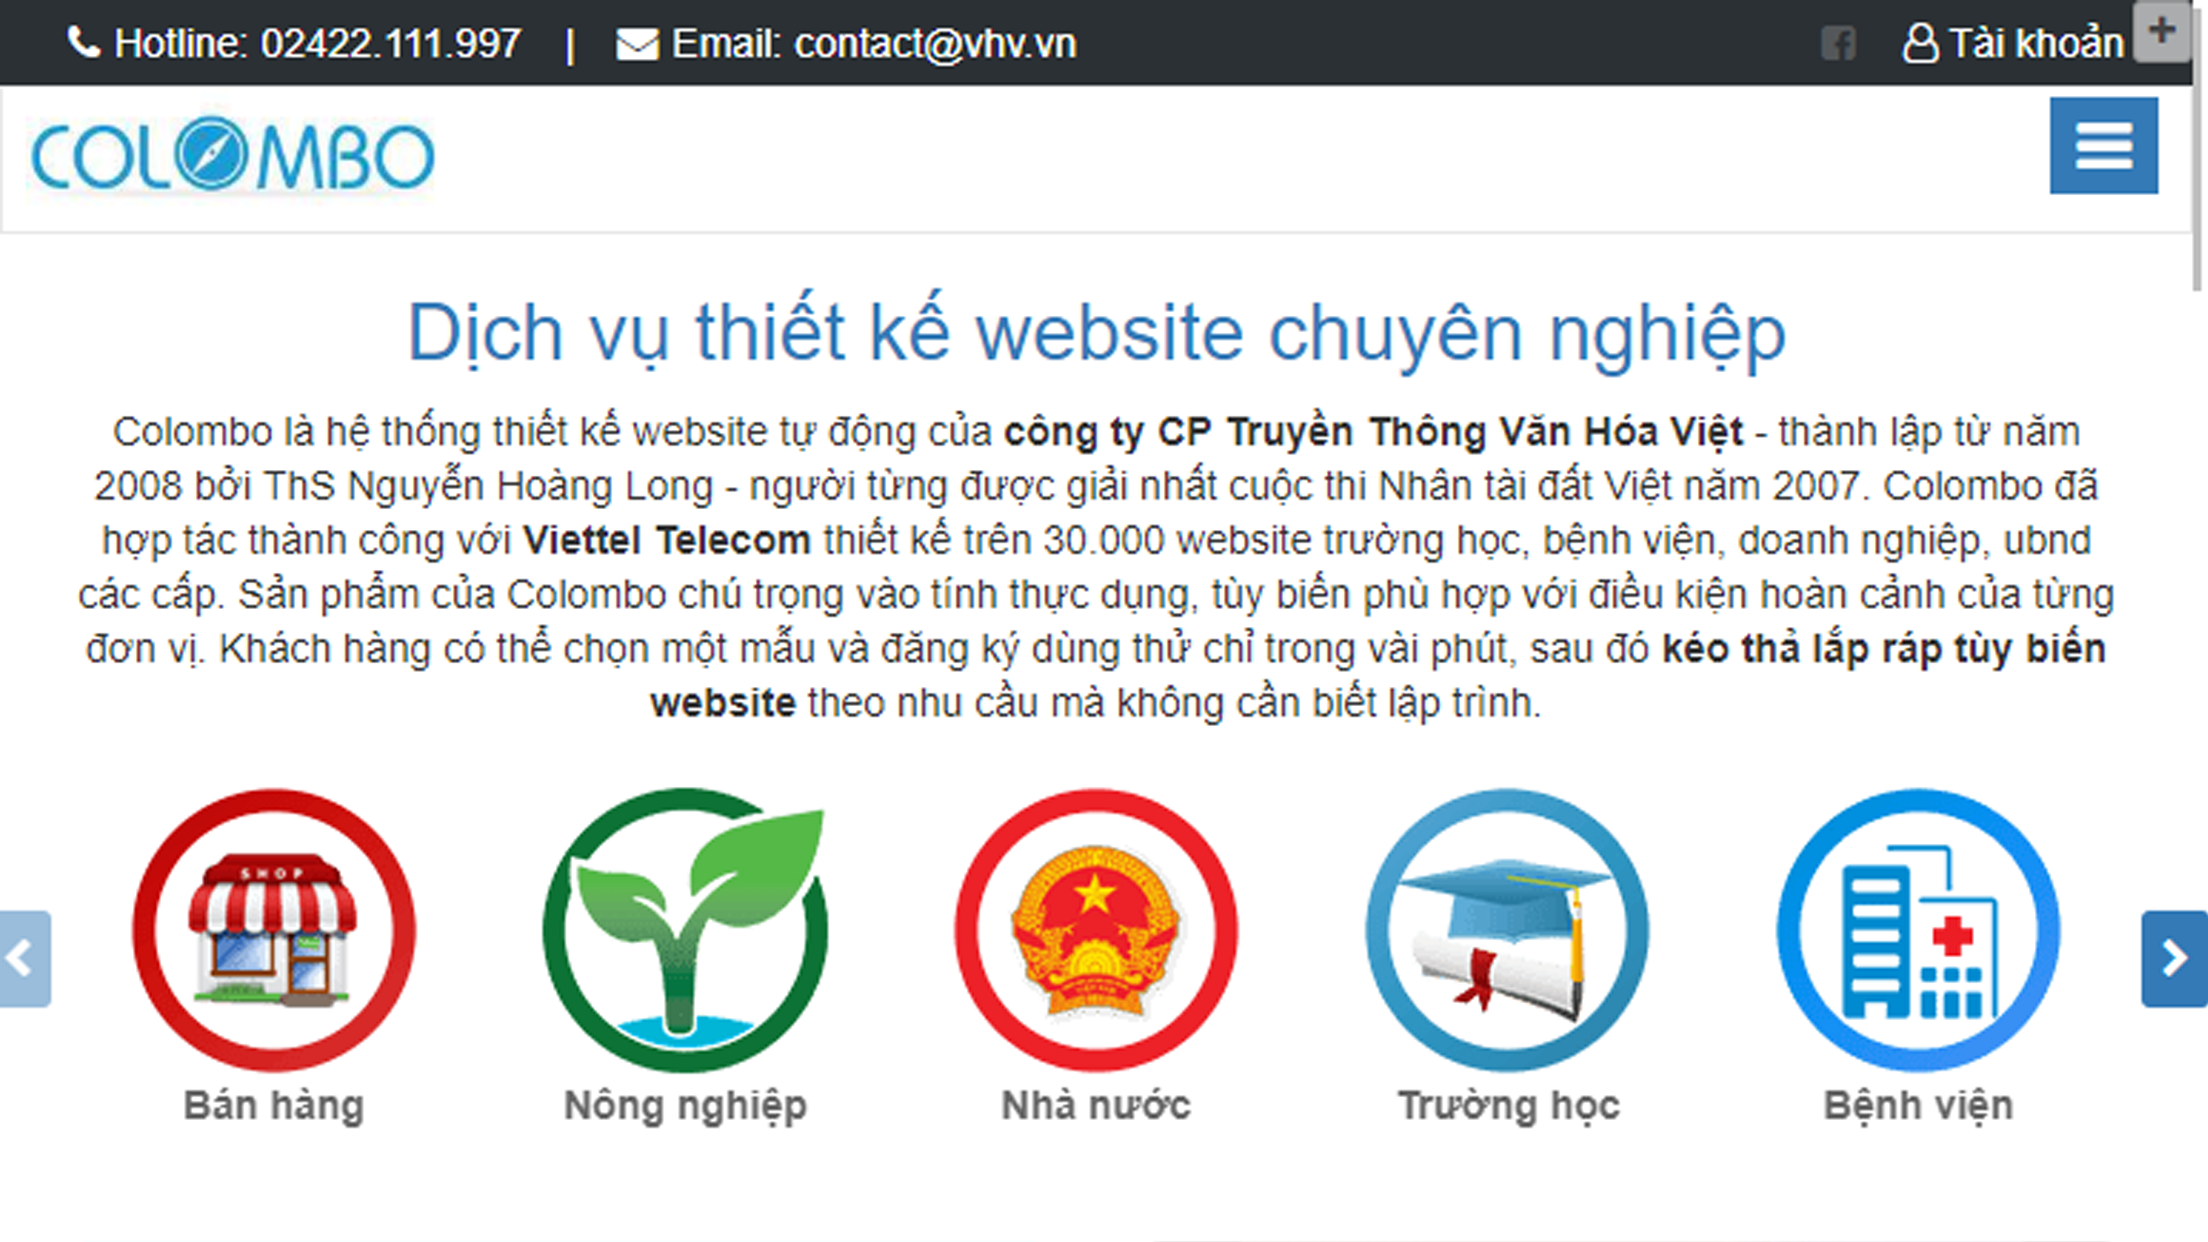 Hotline: 02422.111.997 | Email: contact@vhv.vn Tài khoản
COLOMBO
Dịch vụ thiết kế website chuyên nghiệp
Colombo là hệ thống thiết kế website tự động của công ty CP Truyền Thông Văn Hóa Việt - thành lập từ năm
2008 bởi ThS Nguyễn Hoàng Long - người từng được giải nhất cuộc thi Nhân tài đất Việt năm 2007. Colombo đã
hợp tác thành công với Viettel Telecom thiết kế trên 30.000 website trường học, bệnh viện, doanh nghiệp, ubnd
các cấp. Sản phẩm của Colombo chú trọng vào tính thực dụng, tùy biến phù hợp với điều kiện hoàn cảnh của từng
đơn vị. Khách hàng có thể chọn một mẫu và đăng ký dùng thử chỉ trong vài phút, sau đó kéo thả lắp ráp tùy biến
website theo nhu cầu mà không cần biết lập trình.
SHOP
Bán hàng
Nông nghiệp
Nhà nước
Trường học
Bệnh viện